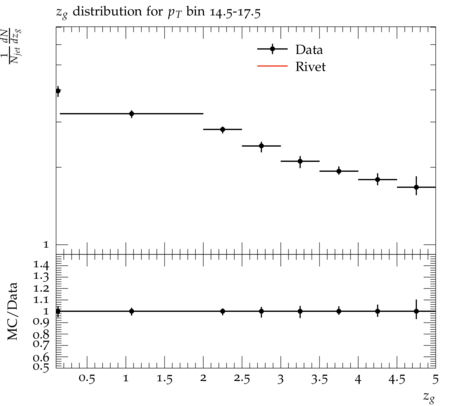 z_g distribution for p_T bin 14.5-17.5
1/N_jet dN/dz_g
Data
Rivet
1
MC/Data
1.4
1.3
1.2
1.1
1
0.9
0.8
0.7
0.6
0.5
0.5 1 1.5 2 2.5 3 3.5 4 4.5 5
z_g